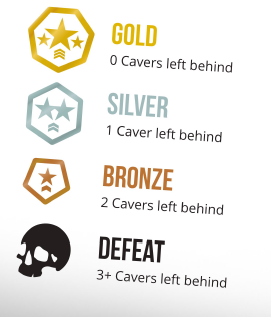 GOLD
0 Cavers left behind
SILVER
1 Caver left behind
BRONZE
2 Cavers left behind
DEFEAT
3+ Cavers left behind